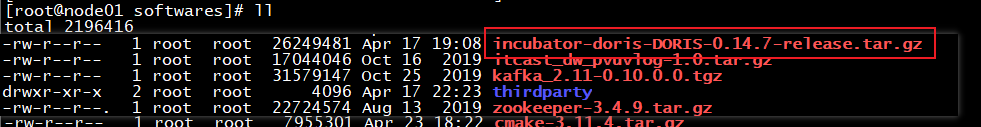 [root@node01 softwares]# ll
total 2196416
-rw-r--r-- 1 root root 26249481 Apr 17 19:08 incubator-doris-DORIS-0.14.7-release.tar.gz
-rw-r--r-- 1 root root 17044046 Oct 16 2019 itcast_dw_pvuvlog-1.0.tar.gz
-rw-r--r-- 1 root root 31579147 Oct 25 2019 kafka_2.11-0.10.0.0.tgz
drwxr-xr-x 2 root root 4096 Apr 17 22:23 thirdparty
-rw-r--r--. 1 root root 22724574 Aug 13 2019 zookeeper-3.4.9.tar.gz
-rw-r--r-- 1 root root 7955301 Apr 23 18:22 cmake-3.11.4.tar.gz